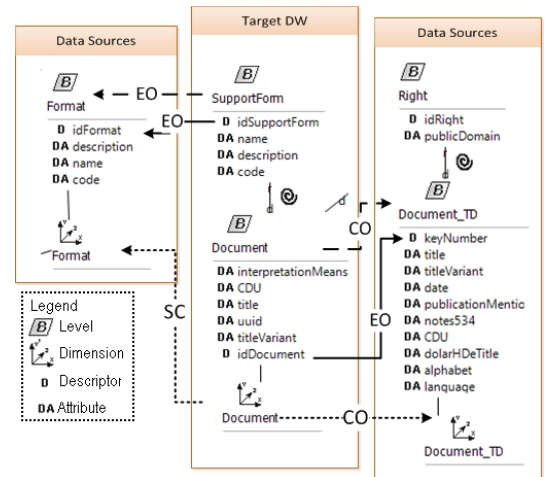 Data Sources
B
Format
D idFormat
DA description
DA name
DA code
Format
Legend
B Level
Dimension
D Descriptor
DA Attribute
EO
EO
SC
Target DW
B
SupportForm
D idSupportForm
DA name
DA description
DA code
B
Document
DA interpretationMeans
DA CDU
DA title
DA uuid
DA titleVariant
D idDocument
Document
CO
EO
CO
Data Sources
B
Right
D idRight
DA publicDomain
B
Document_TD
D keyNumber
DA title
DA titleVariant
DA date
DA publicationMentio
DA notes534
DA CDU
DA dolarHDeTitle
DA alphabet
DA language
Document_TD